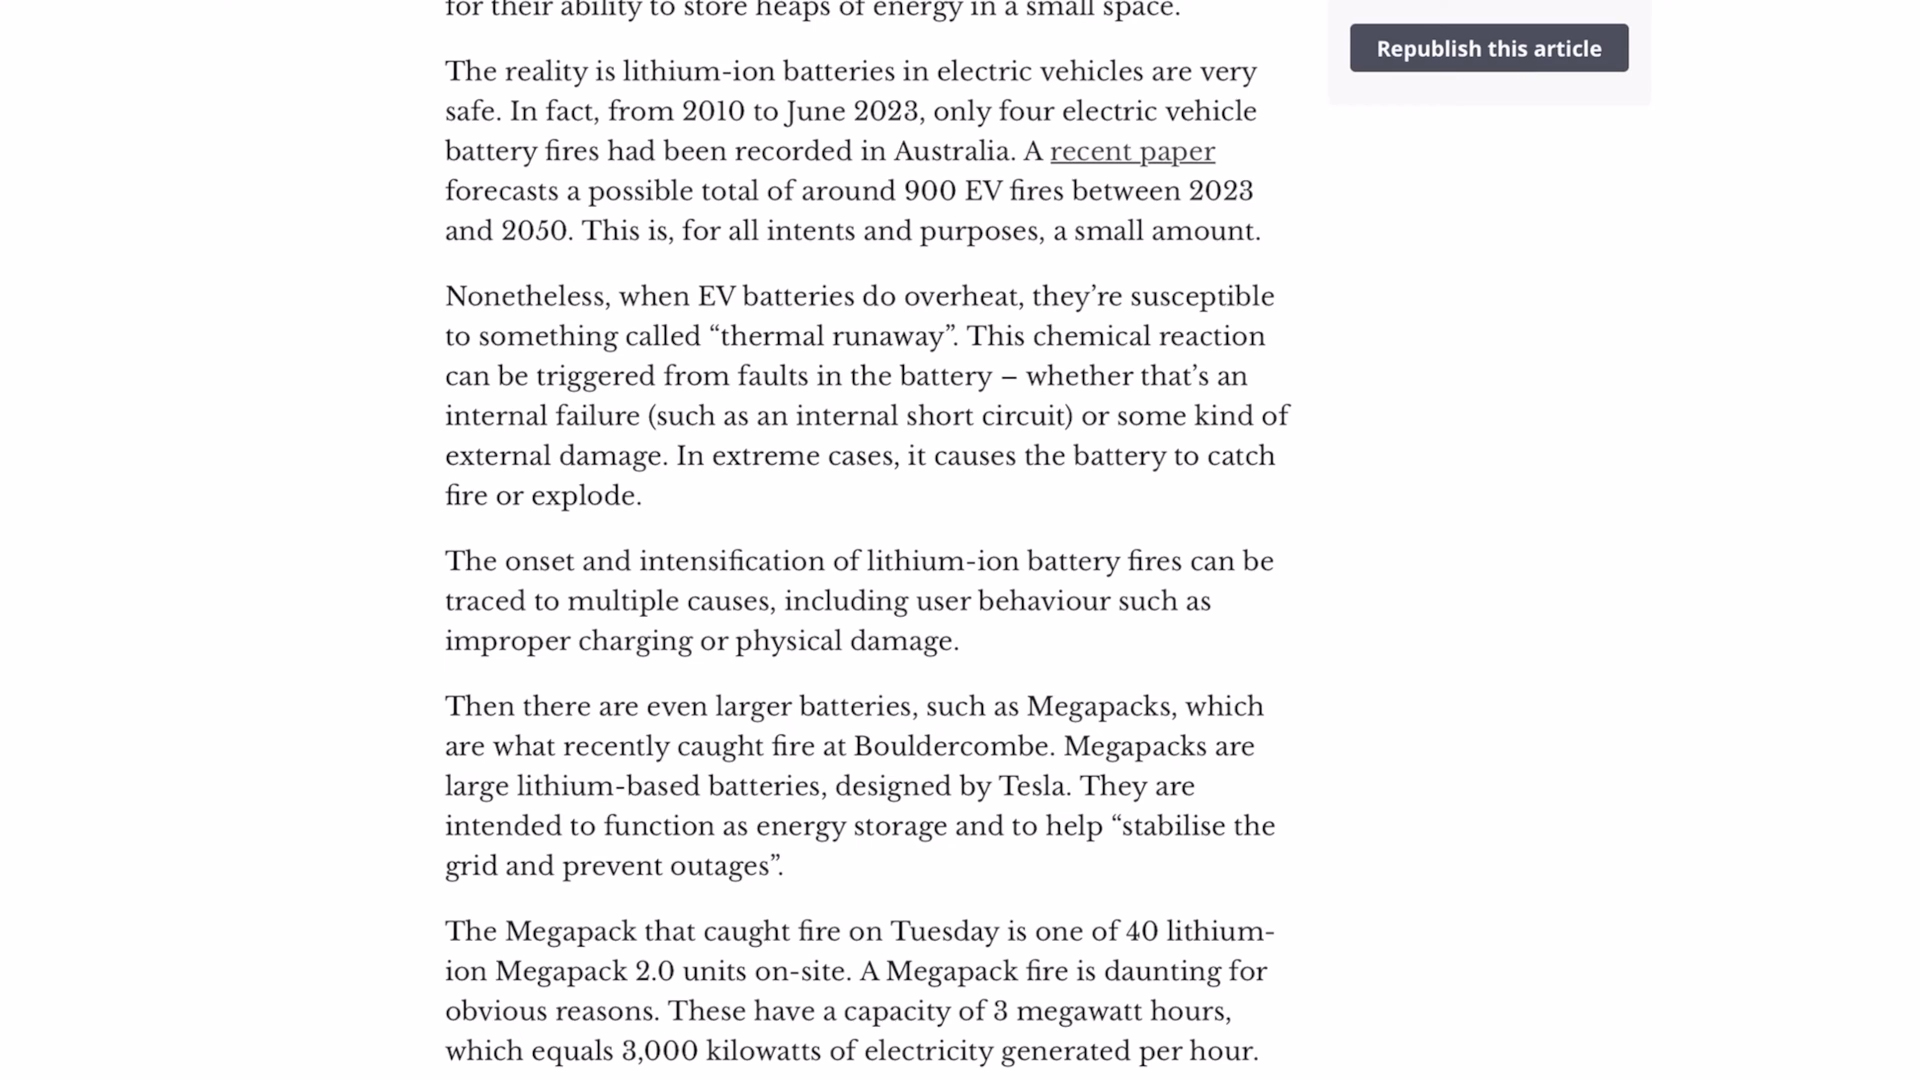 for their ability to store heaps of energy in a small space.
Republish this article
The reality is lithium-ion batteries in electric vehicles are very
safe. In fact, from 2010 to June 2023, only four electric vehicle
battery fires had been recorded in Australia. A recent paper
forecasts a possible total of around 900 EV fires between 2023
and 2050. This is, for all intents and purposes, a small amount.
Nonetheless, when EV batteries do overheat, they’re susceptible
to something called “thermal runaway”. This chemical reaction
can be triggered from faults in the battery – whether that’s an
internal failure (such as an internal short circuit) or some kind of
external damage. In extreme cases, it causes the battery to catch
fire or explode.
The onset and intensification of lithium-ion battery fires can be
traced to multiple causes, including user behaviour such as
improper charging or physical damage.
Then there are even larger batteries, such as Megapacks, which
are what recently caught fire at Bouldercombe. Megapacks are
large lithium-based batteries, designed by Tesla. They are
intended to function as energy storage and to help “stabilise the
grid and prevent outages”.
The Megapack that caught fire on Tuesday is one of 40 lithium-
ion Megapack 2.0 units on-site. A Megapack fire is daunting for
obvious reasons. These have a capacity of 3 megawatt hours,
which equals 3,000 kilowatts of electricity generated per hour.